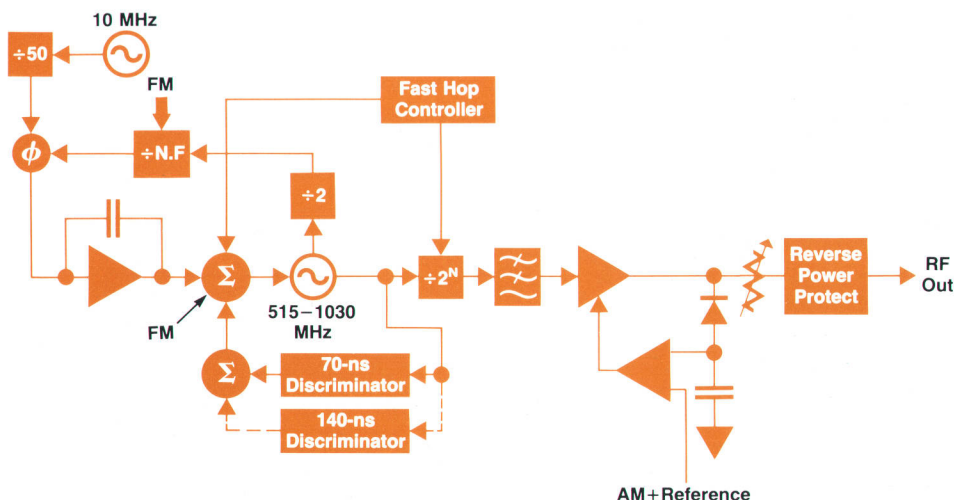 10 MHz
÷50
FM
Fast Hop
Controller
ϕ
÷N.F
÷2
Σ
÷2ᴺ
Reverse
Power
Protect
RF
Out
FM
515–1030
MHz
Σ
70-ns
Discriminator
140-ns
Discriminator
AM+Reference